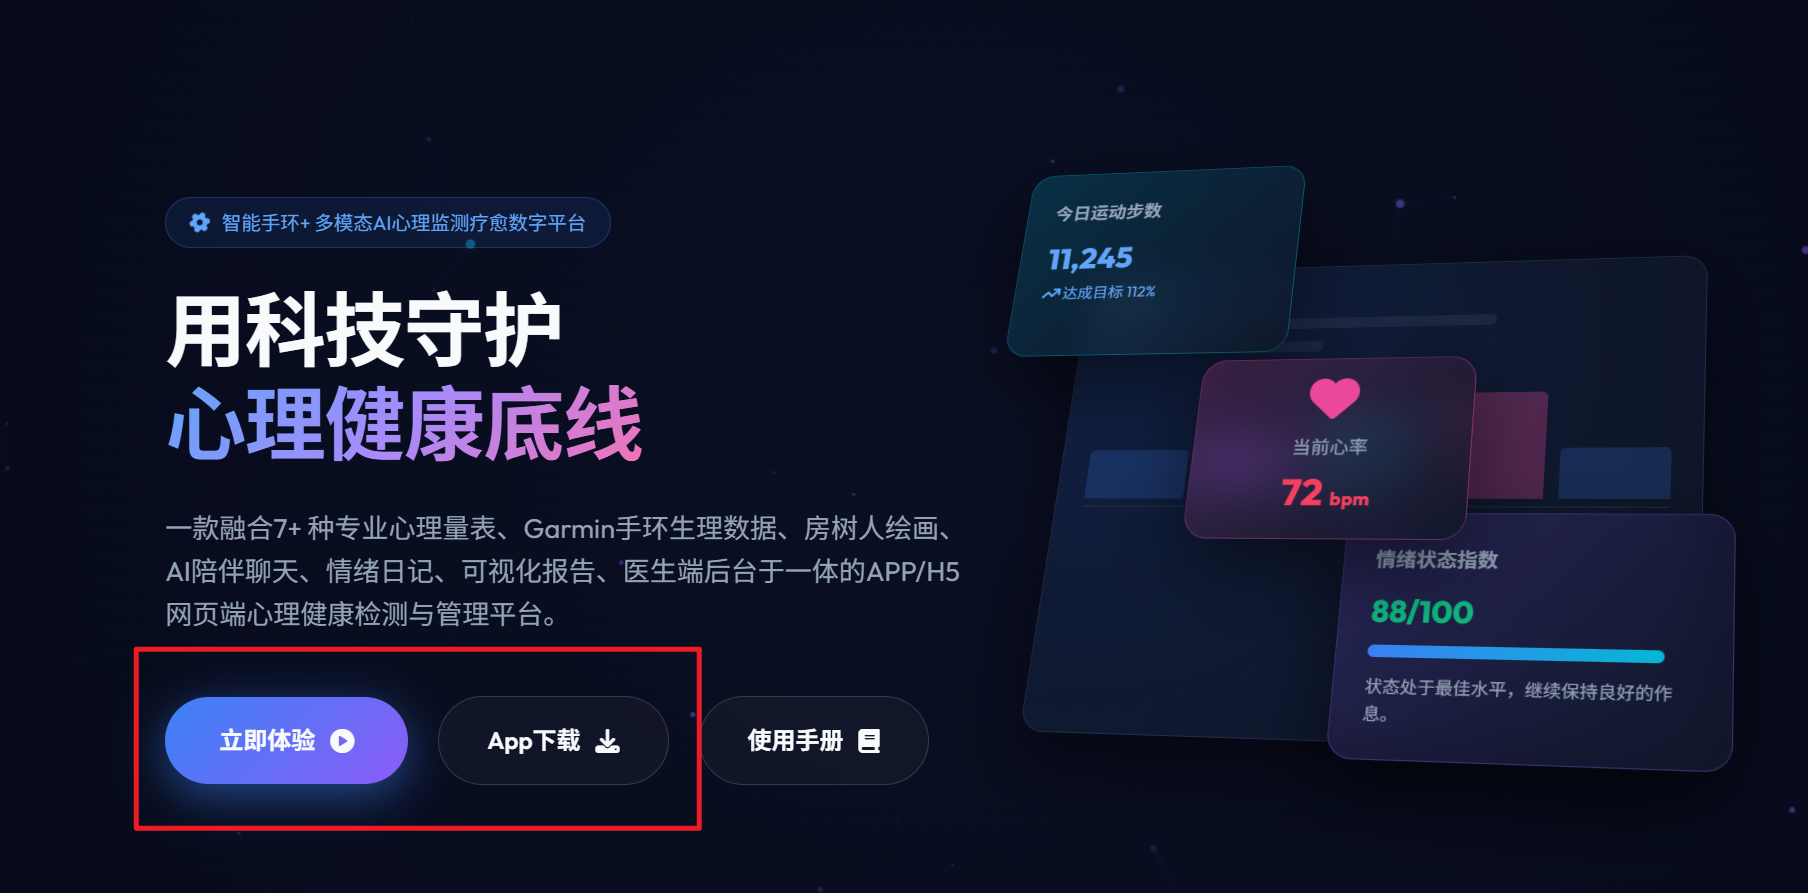 智能手环+ 多模态AI心理监测疗愈数字平台
用科技守护
心理健康底线
一款融合7+ 种专业心理量表、Garmin手环生理数据、房树人绘画、
AI陪伴聊天、情绪日记、可视化报告、医生端后台于一体的APP/H5
网页端心理健康检测与管理平台。
立即体验
App下载
使用手册
今日运动步数
11,245
达成目标 112%
当前心率
72 bpm
情绪状态指数
88/100
状态处于最佳水平，继续保持良好的作
息。